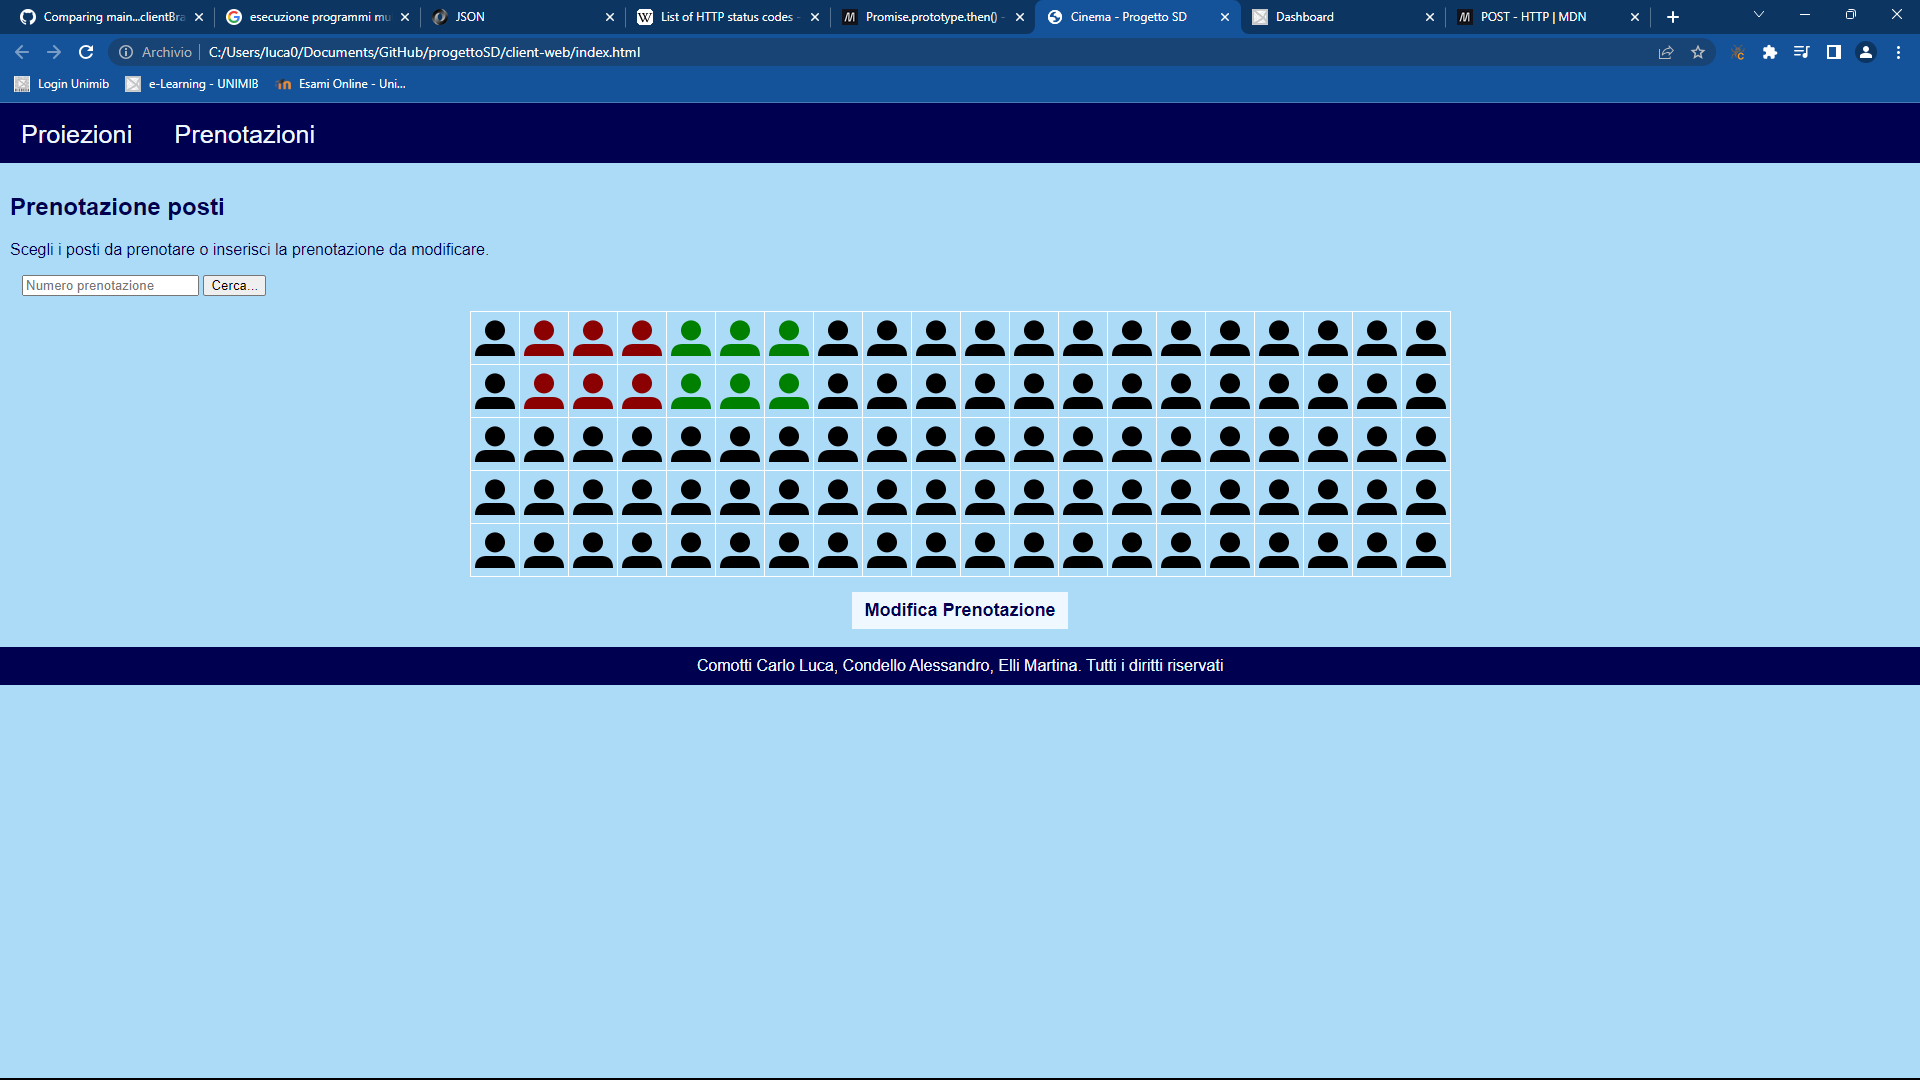 Comparing main...clientBra
esecuzione programmi mu
JSON
List of HTTP status codes -
Promise.prototype.then() -
Cinema - Progetto SD
Dashboard
POST - HTTP | MDN
Archivio
C:/Users/luca0/Documents/GitHub/progettoSD/client-web/index.html
Login Unimib
e-Learning - UNIMIB
Esami Online - Uni...
Proiezioni
Prenotazioni
Prenotazione posti
Scegli i posti da prenotare o inserisci la prenotazione da modificare.
Numero prenotazione
Cerca...
Modifica Prenotazione
Comotti Carlo Luca, Condello Alessandro, Elli Martina. Tutti i diritti riservati